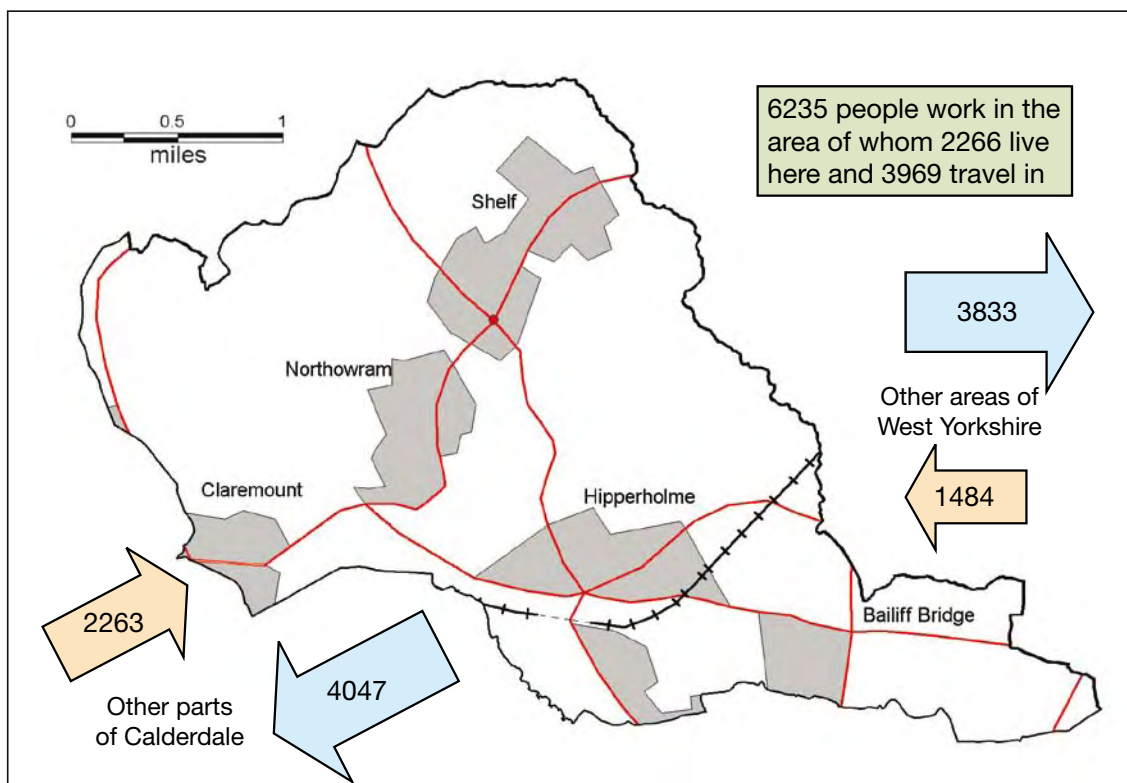 0 0.5 1
miles
6235 people work in the
area of whom 2266 live
here and 3969 travel in
Shelf
3833
Northowram
Other areas of
West Yorkshire
Claremount
Hipperholme
1484
2263
Bailiff Bridge
4047
Other parts
of Calderdale